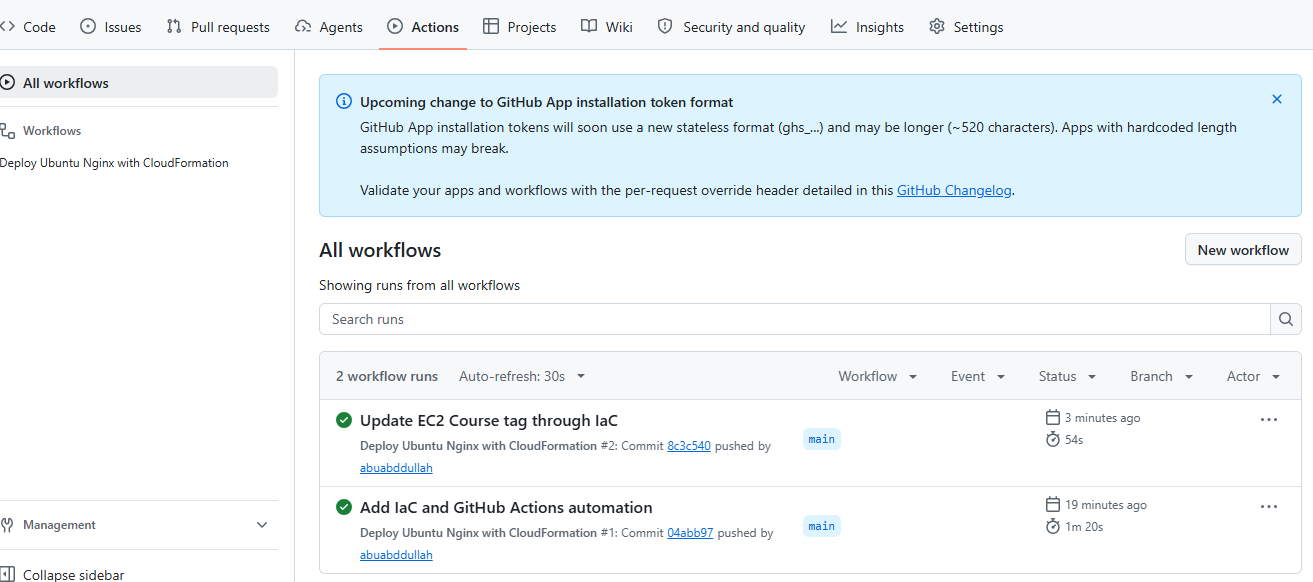 Code Issues Pull requests Agents Actions Projects Wiki Security and quality Insights Settings
All workflows
Workflows
Deploy Ubuntu Nginx with CloudFormation
Management
Collapse sidebar
Upcoming change to GitHub App installation token format
GitHub App installation tokens will soon use a new stateless format (ghs_...) and may be longer (~520 characters). Apps with hardcoded length
assumptions may break.
Validate your apps and workflows with the per-request override header detailed in this GitHub Changelog.
All workflows
New workflow
Showing runs from all workflows
Search runs
2 workflow runs Auto-refresh: 30s Workflow Event Status Branch Actor
Update EC2 Course tag through IaC
Deploy Ubuntu Nginx with CloudFormation #2: Commit 8c3c540 pushed by
abuabddullah
main
3 minutes ago
54s
Add IaC and GitHub Actions automation
Deploy Ubuntu Nginx with CloudFormation #1: Commit 04abb97 pushed by
abuabddullah
main
19 minutes ago
1m 20s